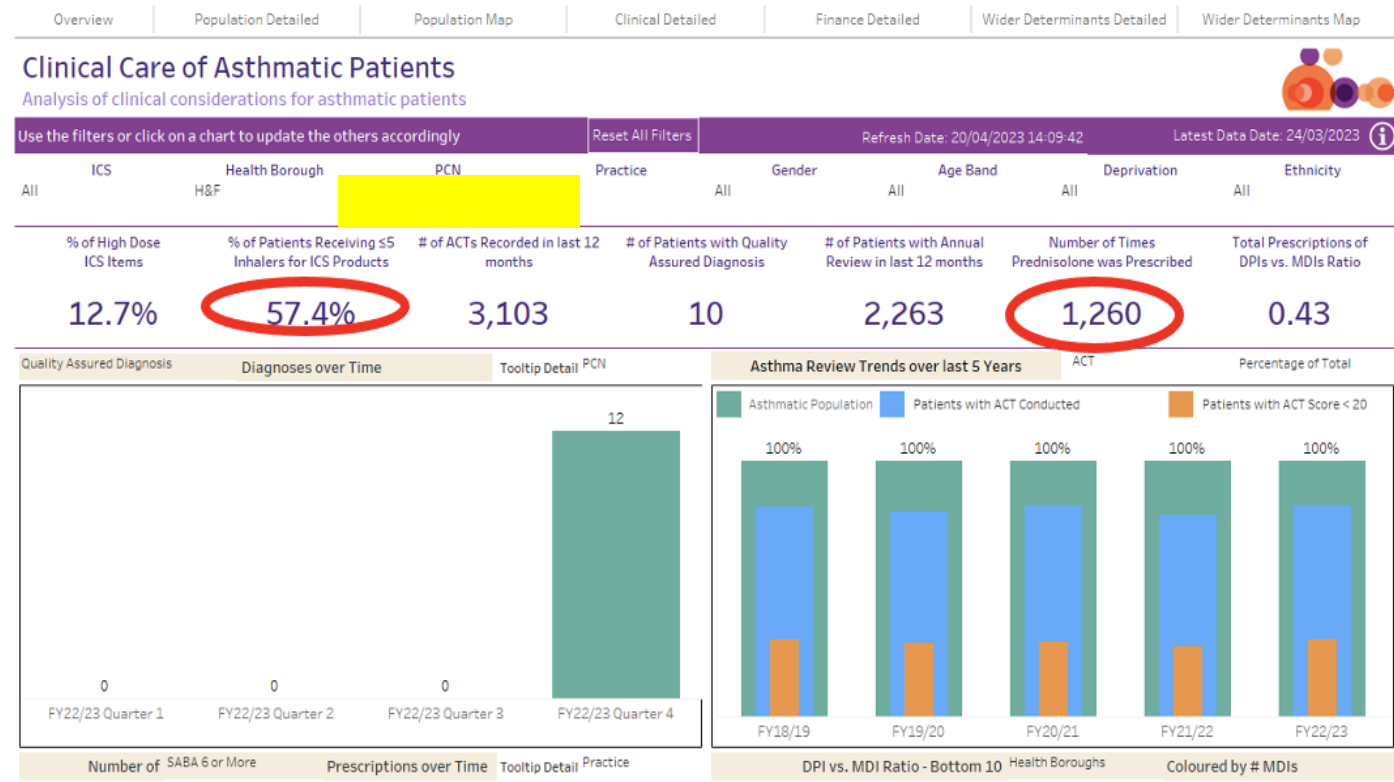 Overview Population Detailed Population Map Clinical Detailed Finance Detailed Wider Determinants Detailed Wider Determinants Map
Clinical Care of Asthmatic Patients
Analysis of clinical considerations for asthmatic patients
Use the filters or click on a chart to update the others accordingly Reset All Filters Refresh Date: 20/04/2023 14:09:42 Latest Data Date: 24/03/2023
ICS Health Borough PCN Practice Gender Age Band Deprivation Ethnicity
All H&F All All All All
% of High Dose ICS Items
% of Patients Receiving ≤5 Inhalers for ICS Products
# of ACTs Recorded in last 12 months
# of Patients with Quality Assured Diagnosis
# of Patients with Annual Review in last 12 months
Number of Times Prednisolone was Prescribed
Total Prescriptions of DPIs vs. MDIs Ratio
12.7% 57.4% 3,103 10 2,263 1,260 0.43
Quality Assured Diagnosis Diagnoses over Time Tooltip Detail PCN
12
0 0 0
FY22/23 Quarter 1 FY22/23 Quarter 2 FY22/23 Quarter 3 FY22/23 Quarter 4
Asthma Review Trends over last 5 Years ACT Percentage of Total
Asthmatic Population Patients with ACT Conducted Patients with ACT Score < 20
100% 100% 100% 100% 100%
FY18/19 FY19/20 FY20/21 FY21/22 FY22/23
Number of SABA 6 or More Prescriptions over Time Tooltip Detail Practice
DPI vs. MDI Ratio - Bottom 10 Health Boroughs Coloured by # MDIs